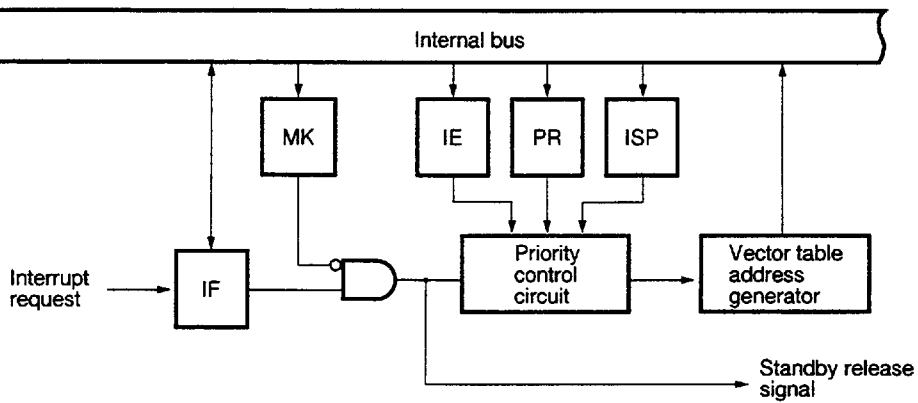 Internal bus
MK
IE
PR
ISP
Interrupt
request
IF
Priority
control
circuit
Vector table
address
generator
Standby release
signal